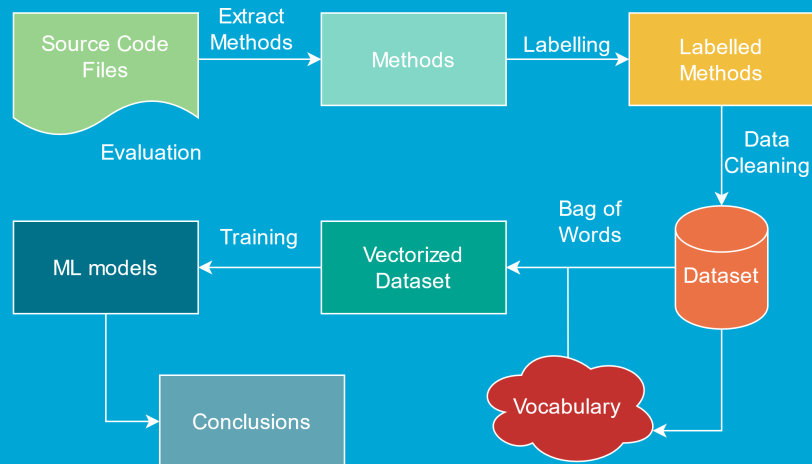 Source Code
Files
Extract
Methods
Methods
Labelling
Labelled
Methods
Evaluation
Data
Cleaning
ML models
Training
Vectorized
Dataset
Bag of
Words
Dataset
Conclusions
Vocabulary